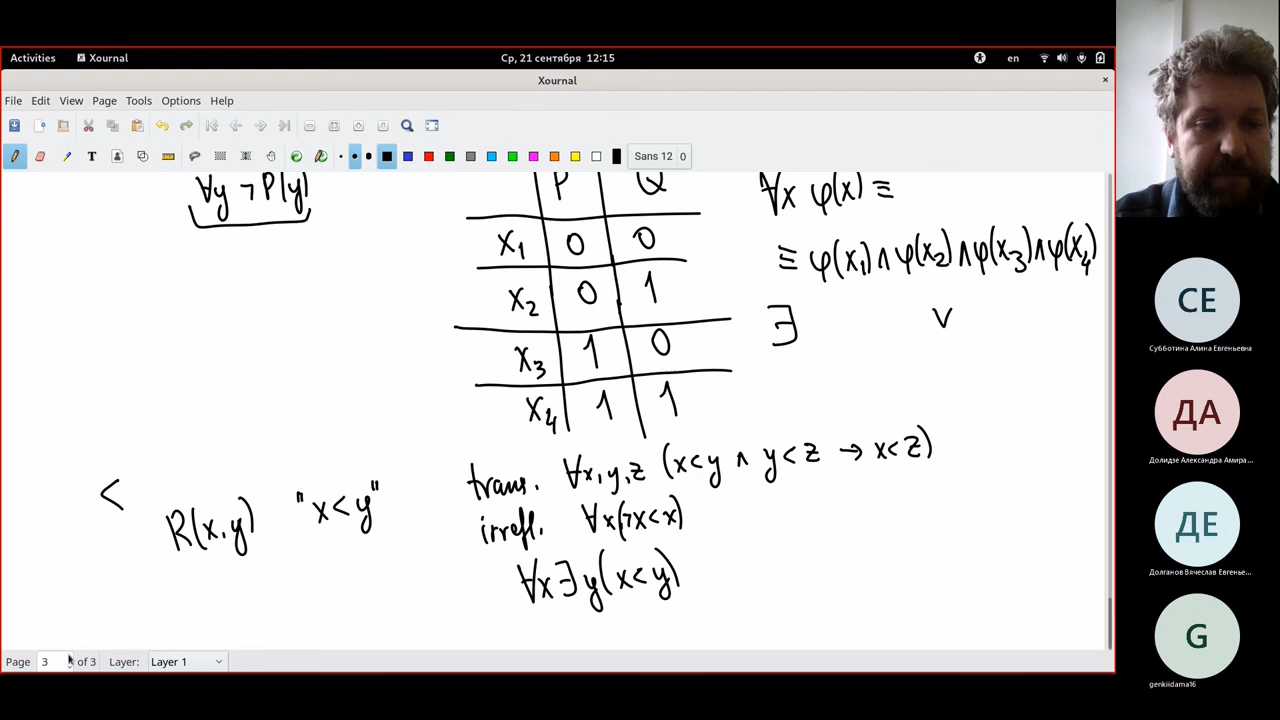 Activities Xournal Ср, 21 сентября 12:15 en
Xournal
File Edit View Page Tools Options Help
Sans 12 0
∀y ¬P(y)
P Q
x₁ 0 0
x₂ 0 1
x₃ 1 0
x₄ 1 1
∀x φ(x) ≡
≡ φ(x₁)∧φ(x₂)∧φ(x₃)∧φ(x₄)
∃ ∨
trans. ∀x,y,z (x<y ∧ y<z → x<z)
<
R(x,y) "x<y"
irrefl. ∀x(¬x<x)
∀x∃y(x<y)
Page 3 of 3 Layer: Layer 1
СЕ
Субботина Алина Евгеньевна
ДА
Долидзе Александра Амира...
ДЕ
Долганов Вячеслав Евгенье...
G
genkiidama16